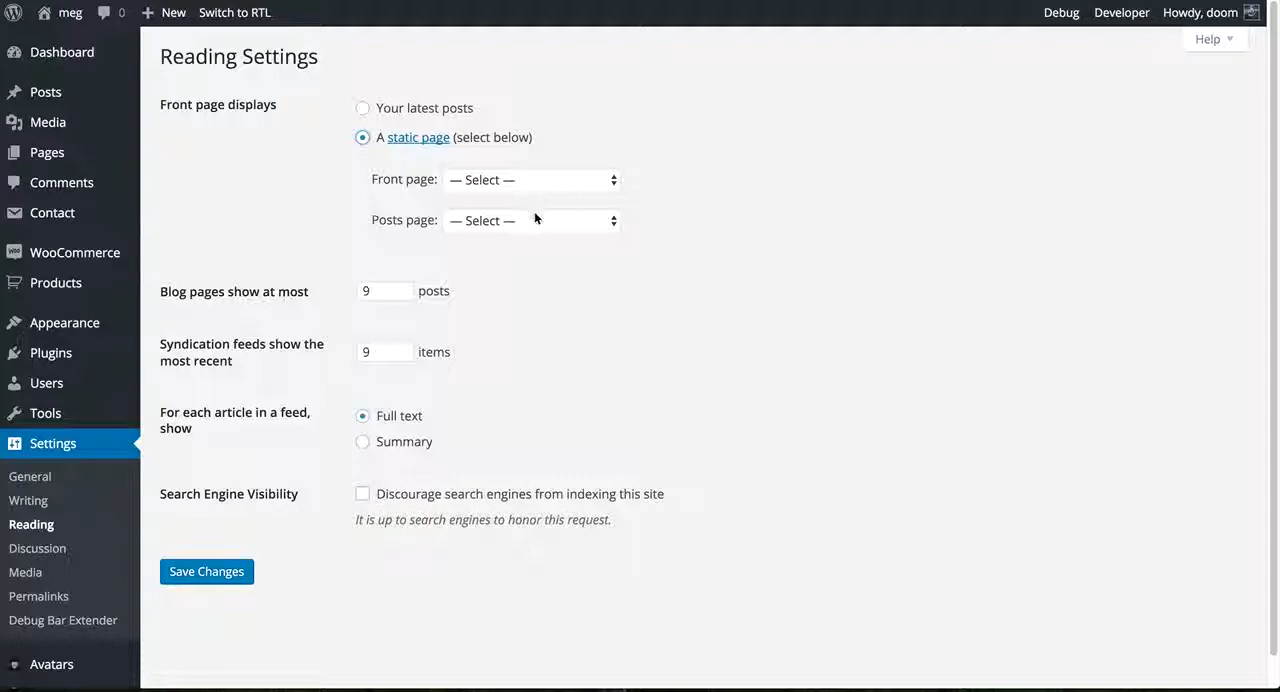 meg 0 New Switch to RTL Debug Developer Howdy, doom
Help
Dashboard
Posts
Media
Pages
Comments
Contact
WooCommerce
Products
Appearance
Plugins
Users
Tools
Settings
General
Writing
Reading
Discussion
Media
Permalinks
Debug Bar Extender
Avatars
Reading Settings
Front page displays
Your latest posts
A static page (select below)
Front page: — Select —
Posts page: — Select —
Blog pages show at most 9 posts
Syndication feeds show the
most recent
9 items
For each article in a feed,
show
Full text
Summary
Search Engine Visibility
Discourage search engines from indexing this site
It is up to search engines to honor this request.
Save Changes